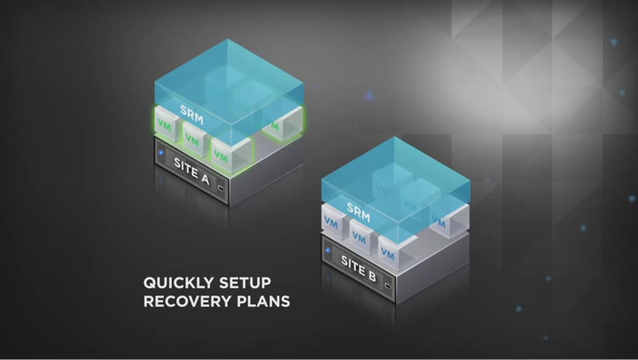 SRM
VM
VM
VM
VM
SITE A
SRM
VM
VM
VM
VM
SITE B
QUICKLY SETUP
RECOVERY PLANS